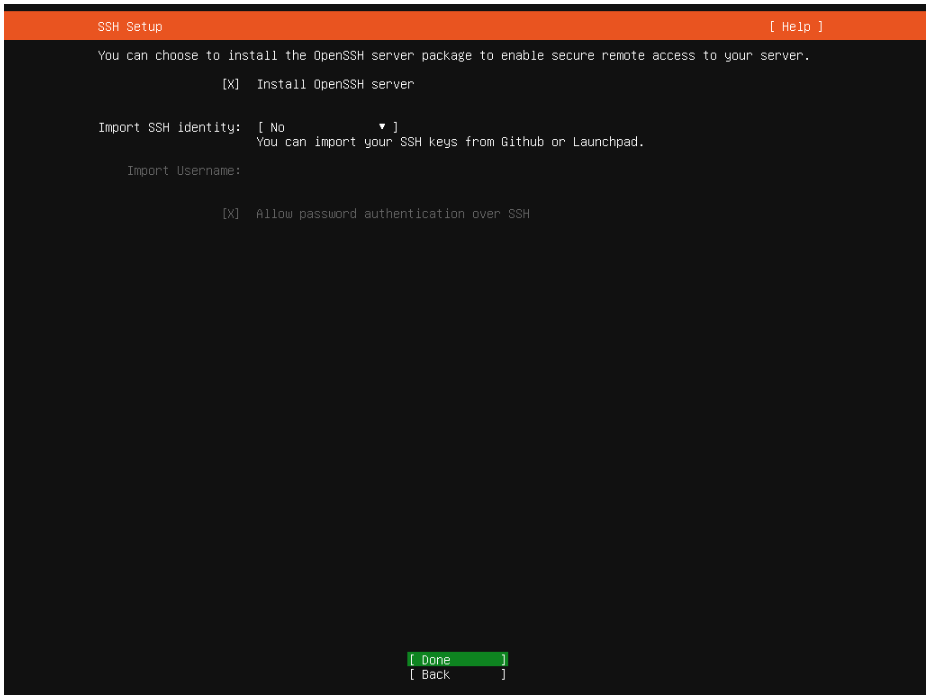 SSH Setup [ Help ]
You can choose to install the OpenSSH server package to enable secure remote access to your server.
[X] Install OpenSSH server
Import SSH identity: [ No ▼ ]
You can import your SSH keys from Github or Launchpad.
Import Username:
[X] Allow password authentication over SSH
[ Done ]
[ Back ]